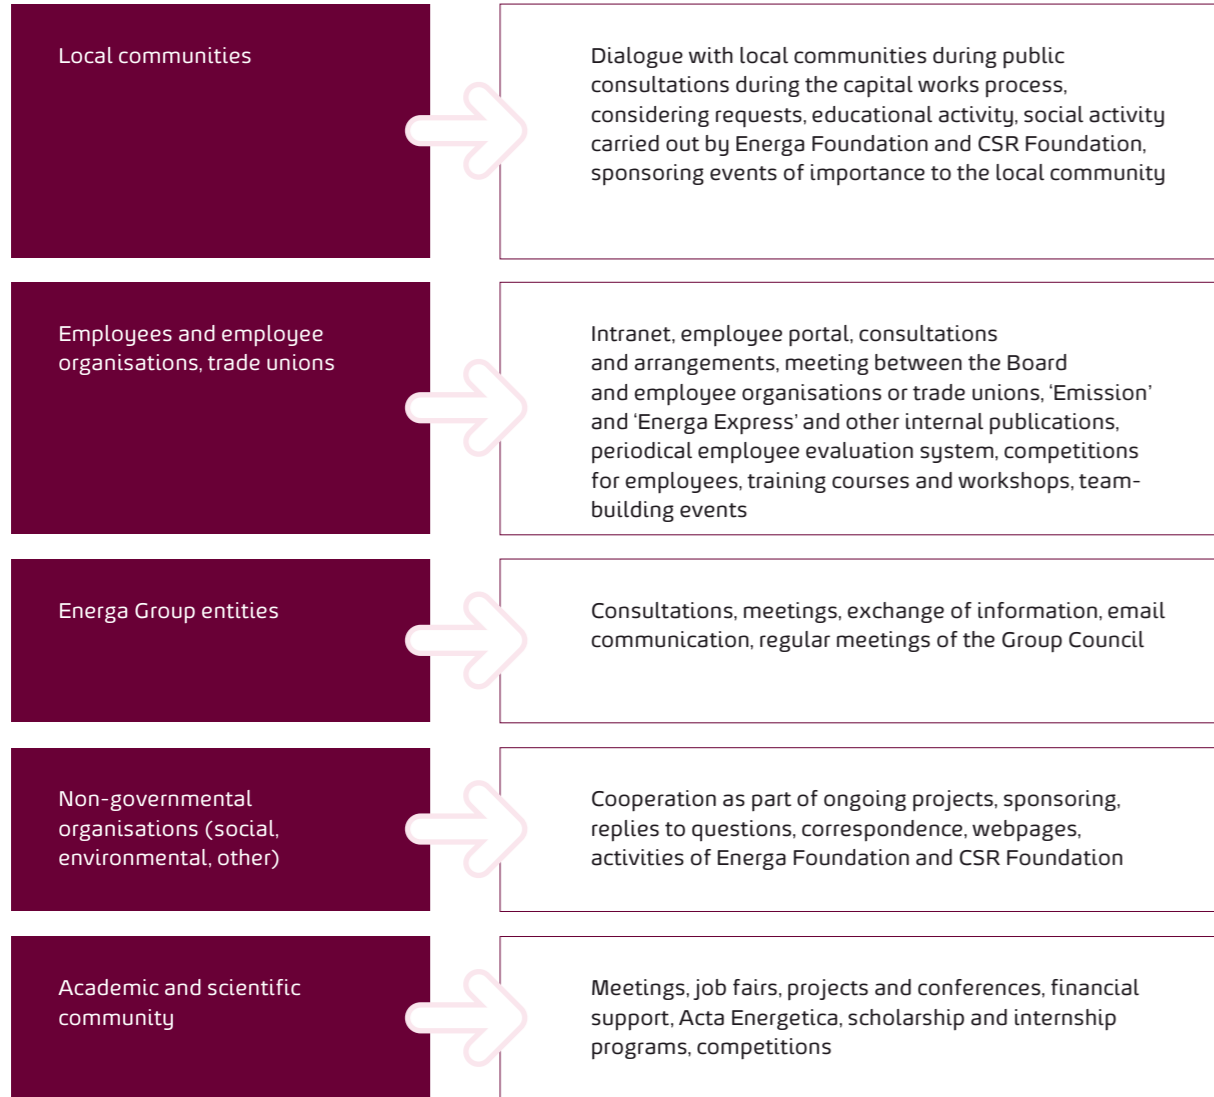 Local communities
Dialogue with local communities during public
consultations during the capital works process,
considering requests, educational activity, social activity
carried out by Energa Foundation and CSR Foundation,
sponsoring events of importance to the local community
Employees and employee
organisations, trade unions
Intranet, employee portal, consultations
and arrangements, meeting between the Board
and employee organisations or trade unions, ‘Emission’
and ‘Energa Express’ and other internal publications,
periodical employee evaluation system, competitions
for employees, training courses and workshops, team-
building events
Energa Group entities
Consultations, meetings, exchange of information, email
communication, regular meetings of the Group Council
Non-governmental
organisations (social,
environmental, other)
Cooperation as part of ongoing projects, sponsoring,
replies to questions, correspondence, webpages,
activities of Energa Foundation and CSR Foundation
Academic and scientific
community
Meetings, job fairs, projects and conferences, financial
support, Acta Energetica, scholarship and internship
programs, competitions